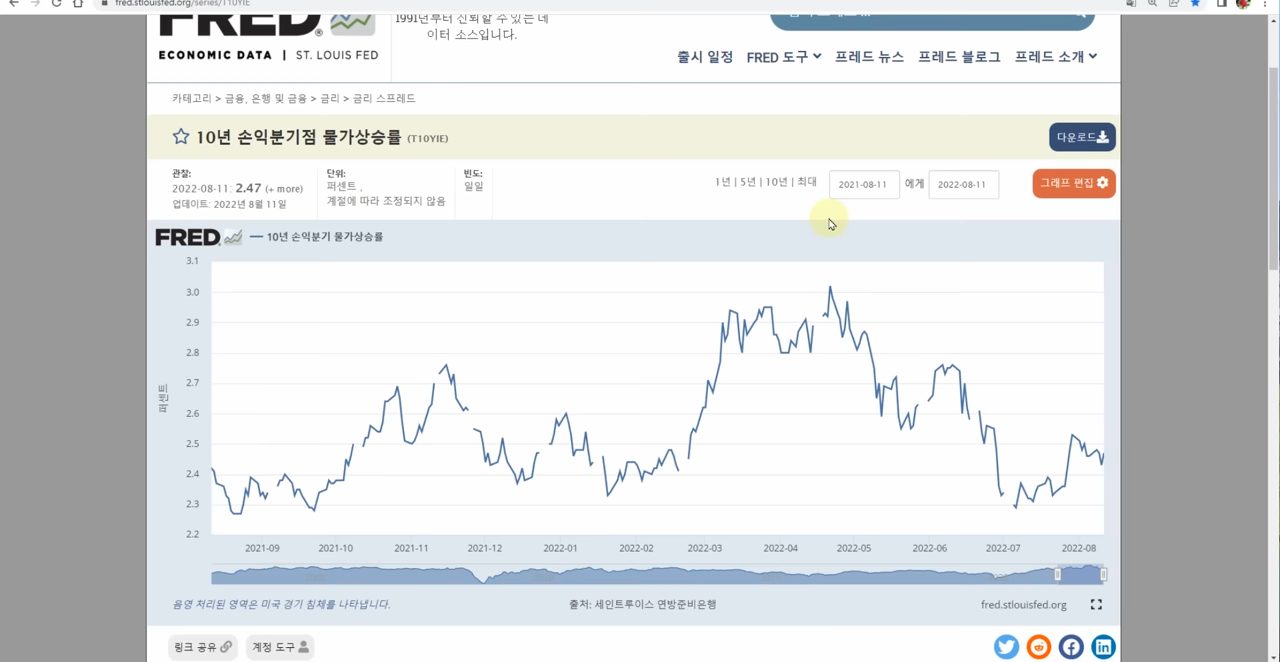 fred.stlouisfed.org/series/T10YIE
FRED
ECONOMIC DATA | ST. LOUIS FED
1991년부터 신뢰할 수 있는 데
이터 소스입니다.
출시 일정 FRED 도구 프레드 뉴스 프레드 블로그 프레드 소개
카테고리 > 금융, 은행 및 금융 > 금리 > 금리 스프레드
10년 손익분기점 물가상승률 (T10YIE)
다운로드
관찰:
2022-08-11: 2.47 (+ more)
업데이트: 2022년 8월 11일
단위:
퍼센트 ,
계절에 따라 조정되지 않음
빈도:
일일
1년 | 5년 | 10년 | 최대
2021-08-11 에게 2022-08-11
그래프 편집
FRED 10년 손익분기 물가상승률
3.1
3.0
2.9
2.8
2.7
2.6
2.5
2.4
2.3
2.2
퍼센트
2021-09 2021-10 2021-11 2021-12 2022-01 2022-02 2022-03 2022-04 2022-05 2022-06 2022-07 2022-08
음영 처리된 영역은 미국 경기 침체를 나타냅니다.
출처: 세인트루이스 연방준비은행
fred.stlouisfed.org
링크 공유
계정 도구